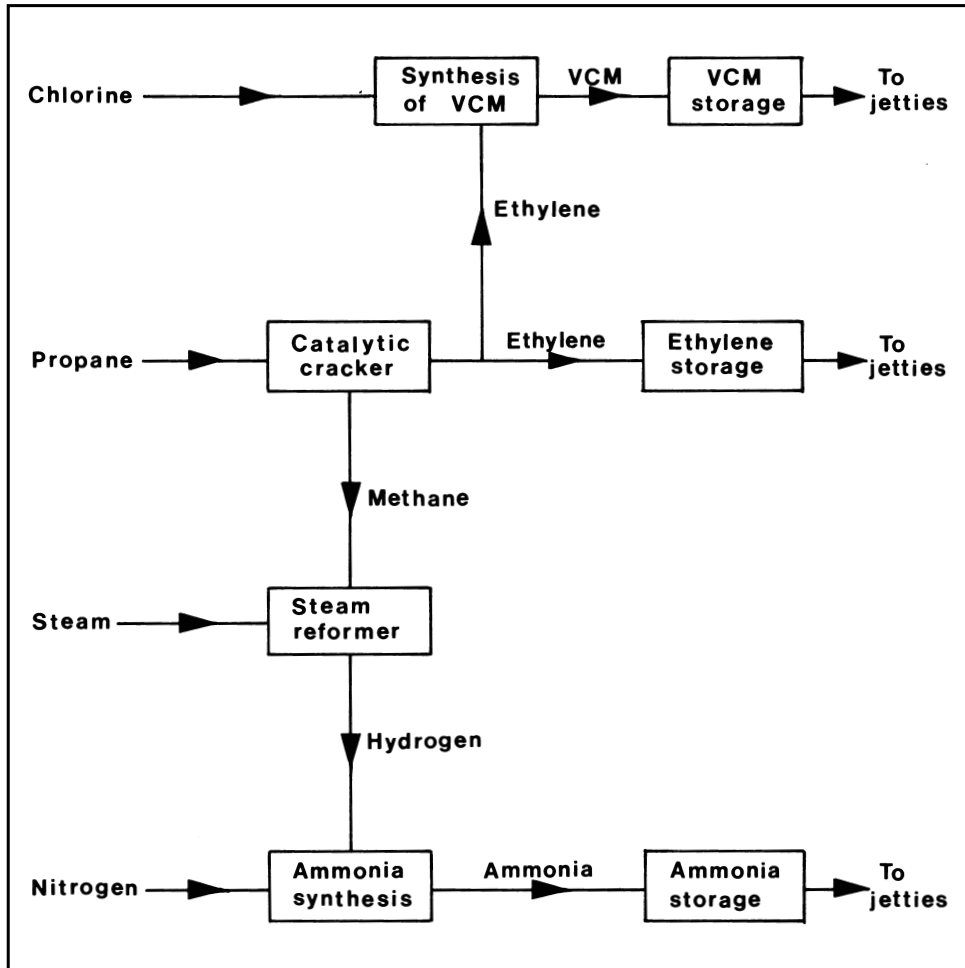 Chlorine
Synthesis
of VCM
VCM
VCM
storage
To
jetties
Ethylene
Propane
Catalytic
cracker
Ethylene
Ethylene
storage
To
jetties
Methane
Steam
Steam
reformer
Hydrogen
Nitrogen
Ammonia
synthesis
Ammonia
Ammonia
storage
To
jetties